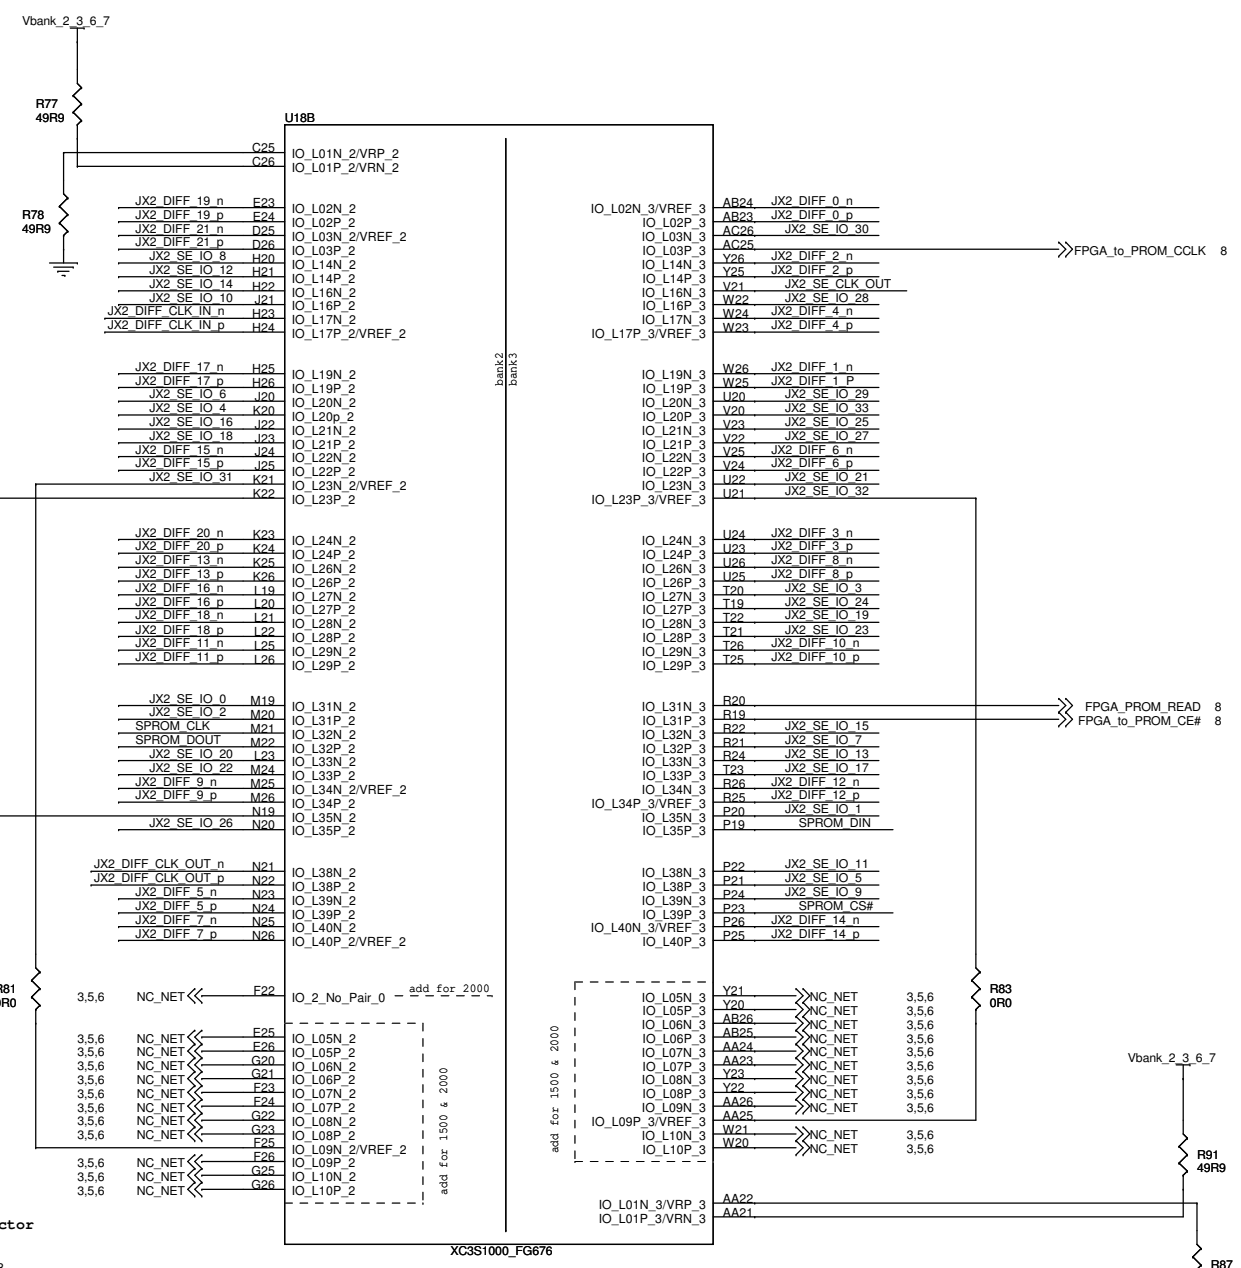 Vbank_2_3_6_7
R77
49R9
R78
49R9
U18B
C25 IO_L01N_2/VRP_2
C26 IO_L01P_2/VRN_2
JX2_DIFF_19_n E23 IO_L02N_2
JX2_DIFF_19_p E24 IO_L02P_2
JX2_DIFF_21_n D25 IO_L03N_2/VREF_2
JX2_DIFF_21_p D26 IO_L03P_2
JX2_SE_IO_8 H20 IO_L14N_2
JX2_SE_IO_12 H21 IO_L14P_2
JX2_SE_IO_14 H22 IO_L16N_2
JX2_SE_IO_10 J21 IO_L16P_2
JX2_DIFF_CLK_IN_n H23 IO_L17N_2
JX2_DIFF_CLK_IN_p H24 IO_L17P_2/VREF_2
JX2_DIFF_17_n H25 IO_L19N_2
JX2_DIFF_17_p H26 IO_L19P_2
JX2_SE_IO_6 J20 IO_L20N_2
JX2_SE_IO_4 K20 IO_L20p_2
JX2_SE_IO_16 J22 IO_L21N_2
JX2_SE_IO_18 J23 IO_L21P_2
JX2_DIFF_15_n J24 IO_L22N_2
JX2_DIFF_15_p J25 IO_L22P_2
JX2_SE_IO_31 K21 IO_L23N_2/VREF_2
K22 IO_L23P_2
JX2_DIFF_20_n K23 IO_L24N_2
JX2_DIFF_20_p K24 IO_L24P_2
JX2_DIFF_13_n K25 IO_L26N_2
JX2_DIFF_13_p K26 IO_L26P_2
JX2_DIFF_16_n L19 IO_L27N_2
JX2_DIFF_16_p L20 IO_L27P_2
JX2_DIFF_18_n L21 IO_L28N_2
JX2_DIFF_18_p L22 IO_L28P_2
JX2_DIFF_11_n L25 IO_L29N_2
JX2_DIFF_11_p L26 IO_L29P_2
JX2_SE_IO_0 M19 IO_L31N_2
JX2_SE_IO_2 M20 IO_L31P_2
SPROM_CLK M21 IO_L32N_2
SPROM_DOUT M22 IO_L32P_2
JX2_SE_IO_20 L23 IO_L33N_2
JX2_SE_IO_22 M24 IO_L33P_2
JX2_DIFF_9_n M25 IO_L34N_2/VREF_2
JX2_DIFF_9_p M26 IO_L34P_2
N19 IO_L35N_2
JX2_SE_IO_26 N20 IO_L35P_2
JX2_DIFF_CLK_OUT_n N21 IO_L38N_2
JX2_DIFF_CLK_OUT_p N22 IO_L38P_2
JX2_DIFF_5_n N23 IO_L39N_2
JX2_DIFF_5_p N24 IO_L39P_2
JX2_DIFF_7_n N25 IO_L40N_2
JX2_DIFF_7_p N26 IO_L40P_2/VREF_2
R81
0R0
3,5,6 NC_NET F22 IO_2_No_Pair_0 add for 2000
3,5,6 NC_NET E25 IO_L05N_2
3,5,6 NC_NET E26 IO_L05P_2
3,5,6 NC_NET G20 IO_L06N_2
3,5,6 NC_NET G21 IO_L06P_2
3,5,6 NC_NET F23 IO_L07N_2
3,5,6 NC_NET F24 IO_L07P_2
3,5,6 NC_NET G22 IO_L08N_2
3,5,6 NC_NET G23 IO_L08P_2
F25 IO_L09N_2/VREF_2
3,5,6 NC_NET F26 IO_L09P_2
3,5,6 NC_NET G25 IO_L10N_2
3,5,6 NC_NET G26 IO_L10P_2
add for 1500 & 2000
ctor
bank2
bank3
IO_L02N_3/VREF_3 AB24 JX2_DIFF_0_n
IO_L02P_3 AB23 JX2_DIFF_0_p
IO_L03N_3 AC26 JX2_SE_IO_30
IO_L03P_3 AC25 FPGA_to_PROM_CCLK 8
IO_L14N_3 Y26 JX2_DIFF_2_n
IO_L14P_3 Y25 JX2_DIFF_2_p
IO_L16N_3 V21 JX2_SE_CLK_OUT
IO_L16P_3 W22 JX2_SE_IO_28
IO_L17N_3 W24 JX2_DIFF_4_n
IO_L17P_3/VREF_3 W23 JX2_DIFF_4_p
IO_L19N_3 W26 JX2_DIFF_1_n
IO_L19P_3 W25 JX2_DIFF_1_P
IO_L20N_3 U20 JX2_SE_IO_29
IO_L20P_3 V20 JX2_SE_IO_33
IO_L21N_3 V23 JX2_SE_IO_25
IO_L21P_3 V22 JX2_SE_IO_27
IO_L22N_3 V25 JX2_DIFF_6_n
IO_L22P_3 V24 JX2_DIFF_6_p
IO_L23N_3 U22 JX2_SE_IO_21
IO_L23P_3/VREF_3 U21 JX2_SE_IO_32
IO_L24N_3 U24 JX2_DIFF_3_n
IO_L24P_3 U23 JX2_DIFF_3_p
IO_L26N_3 U26 JX2_DIFF_8_n
IO_L26P_3 U25 JX2_DIFF_8_p
IO_L27N_3 T20 JX2_SE_IO_3
IO_L27P_3 T19 JX2_SE_IO_24
IO_L28N_3 T22 JX2_SE_IO_19
IO_L28P_3 T21 JX2_SE_IO_23
IO_L29N_3 T26 JX2_DIFF_10_n
IO_L29P_3 T25 JX2_DIFF_10_p
IO_L31N_3 R20 FPGA_PROM_READ 8
IO_L31P_3 R19 FPGA_to_PROM_CE# 8
IO_L32N_3 R22 JX2_SE_IO_15
IO_L32P_3 R21 JX2_SE_IO_7
IO_L33N_3 R24 JX2_SE_IO_13
IO_L33P_3 T23 JX2_SE_IO_17
IO_L34N_3 R26 JX2_DIFF_12_n
IO_L34P_3/VREF_3 R25 JX2_DIFF_12_p
IO_L35N_3 P20 JX2_SE_IO_1
IO_L35P_3 P19 SPROM_DIN
IO_L38N_3 P22 JX2_SE_IO_11
IO_L38P_3 P21 JX2_SE_IO_5
IO_L39N_3 P24 JX2_SE_IO_9
IO_L39P_3 P23 SPROM_CS#
IO_L40N_3/VREF_3 P26 JX2_DIFF_14_n
IO_L40P_3 P25 JX2_DIFF_14_p
R83
0R0
add for 1500 & 2000
IO_L05N_3 Y21 NC_NET 3,5,6
IO_L05P_3 Y20 NC_NET 3,5,6
IO_L06N_3 AB26 NC_NET 3,5,6
IO_L06P_3 AB25 NC_NET 3,5,6
IO_L07N_3 AA24 NC_NET 3,5,6
IO_L07P_3 AA23 NC_NET 3,5,6
IO_L08N_3 Y23 NC_NET 3,5,6
IO_L08P_3 Y22 NC_NET 3,5,6
IO_L09N_3 AA26 NC_NET 3,5,6
IO_L09P_3/VREF_3 AA25
IO_L10N_3 W21 NC_NET 3,5,6
IO_L10P_3 W20 NC_NET 3,5,6
Vbank_2_3_6_7
R91
49R9
IO_L01N_3/VRP_3 AA22
IO_L01P_3/VRN_3 AA21
XC3S1000_FG676
R87